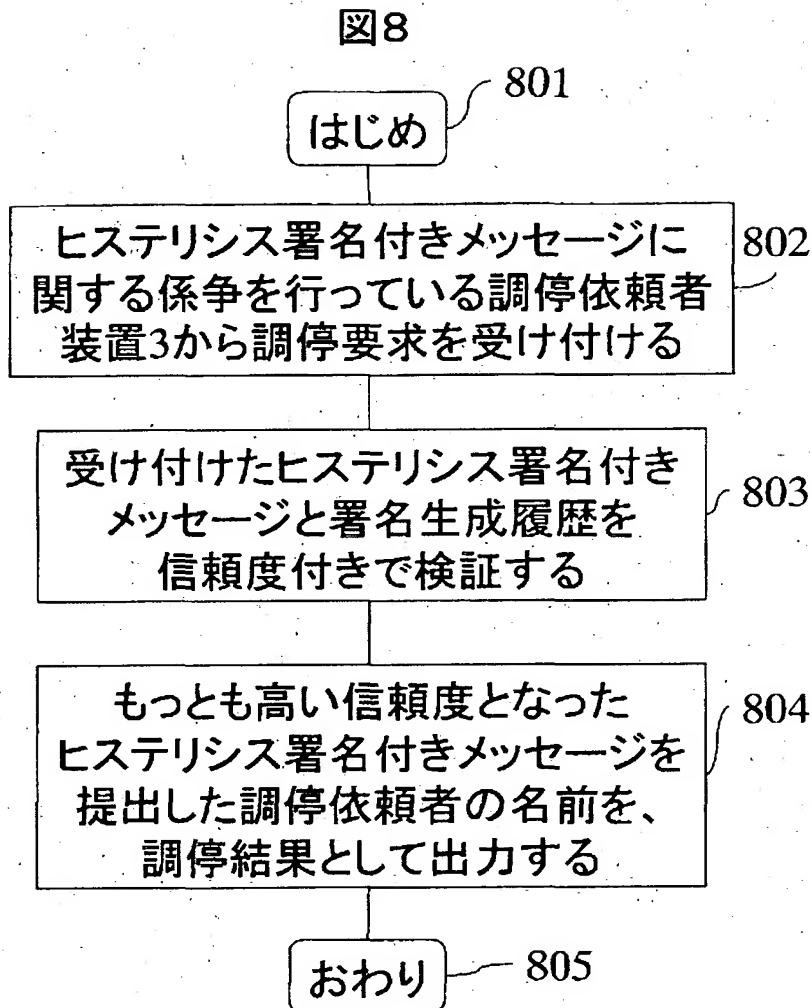 図8
はじめ
801
ヒステリシス署名付きメッセージに
関する係争を行っている調停依頼者
装置3から調停要求を受け付ける
802
受け付けたヒステリシス署名付き
メッセージと署名生成履歴を
信頼度付きで検証する
803
もっとも高い信頼度となった
ヒステリシス署名付きメッセージを
提出した調停依頼者の名前を、
調停結果として出力する
804
おわり
805